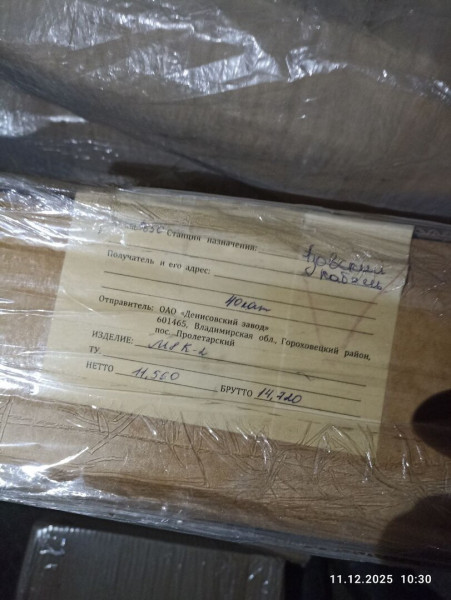 Станция назначения:
Получатель и его адрес:
Отправитель: ОАО «Денисовский завод»
601465, Владимирская обл., Гороховецкий район,
пос. Пролетарский
ИЗДЕЛИЕ:
ТУ
НЕТТО 11,560 БРУТТО 14,720
11.12.2025 10:30